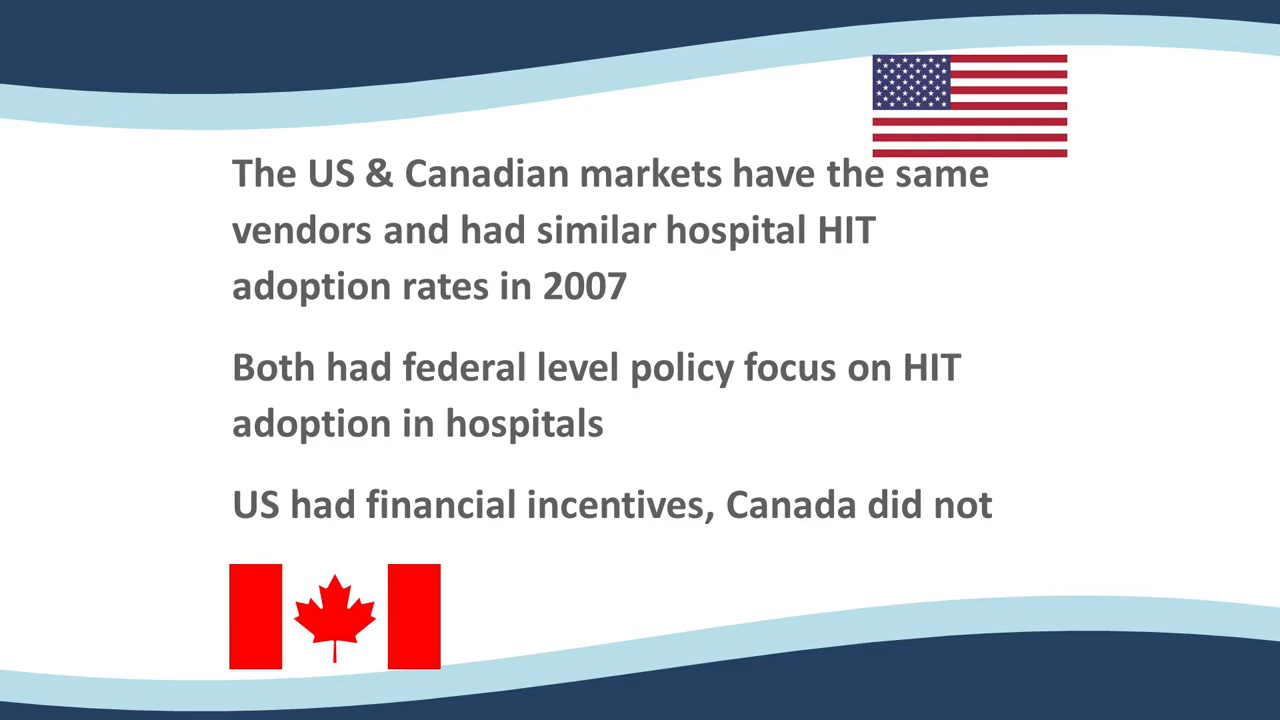 The US & Canadian markets have the same
vendors and had similar hospital HIT
adoption rates in 2007
Both had federal level policy focus on HIT
adoption in hospitals
US had financial incentives, Canada did not